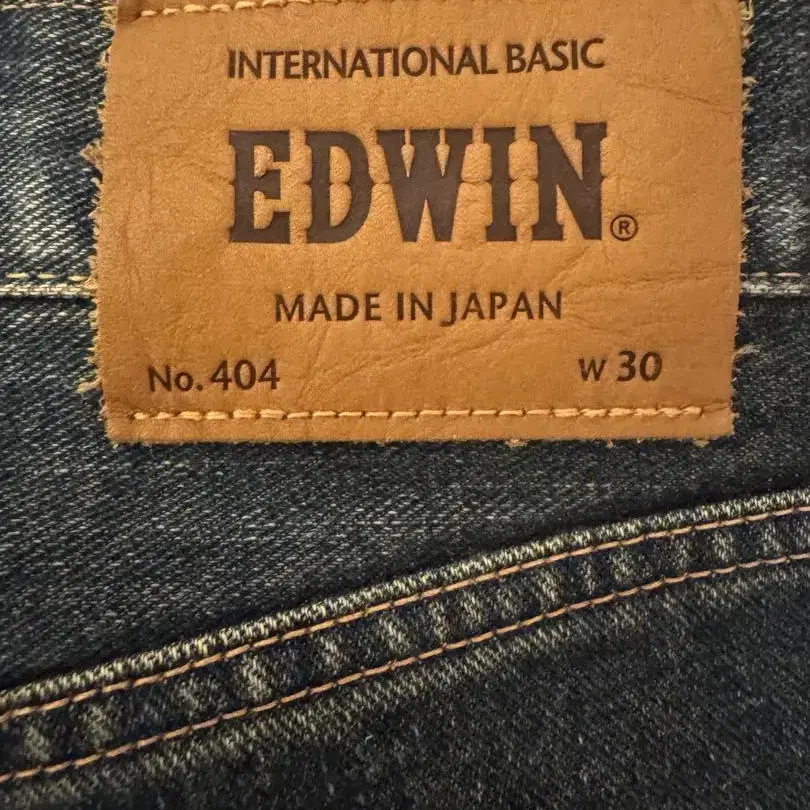 INTERNATIONAL BASIC
EDWIN®
MADE IN JAPAN
No. 404 W 30